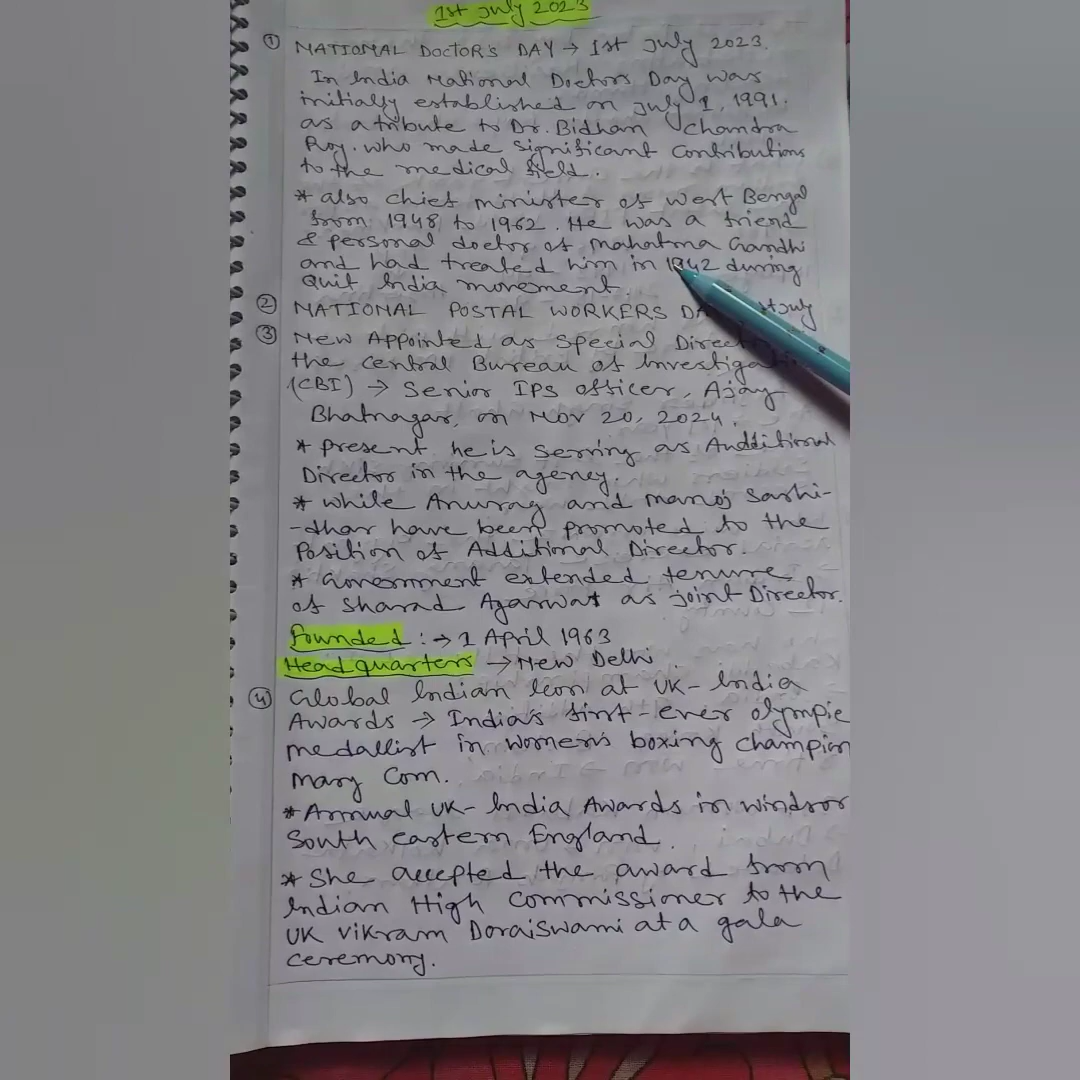 1st July 2023
① NATIONAL DOCTOR'S DAY → 1st July 2023.
In India National Doctors Day was
initially established on July 1, 1991.
as a tribute to Dr. Bidham Chandra
Roy. who made significant contributions
to the medical field.
* also chief minister of west Bengal
from 1948 to 1962. He was a friend
& personal doctor of Mahatma Gandhi
and had treated him in 1942 during
Quit India movement.
② NATIONAL POSTAL WORKERS DA 1st July
③ New Appointed as Special Direct
the Central Bureau of Investigati
(CBI) → Senior IPS officer, Ajay
Bhatnagar, on Nov 20, 2024.
* present he is serving as Additional
Director in the agency.
* while Anurag and manoj Sashi-
-dhar have been promoted to the
Position of Additional Director.
* Government extended tenure
of Sharad Agarwal as joint Director.
Founded :→ 1 April 1963
Headquarters → New Delhi
④ Global Indian Icon at UK-India
Awards → India's first-ever olympic
medallist in women's boxing champion
Mary Com.
* Annual UK-India Awards in windsor
South eastern England.
* She accepted the award from
Indian High Commissioner to the
UK Vikram Doraiswami at a gala
ceremony.